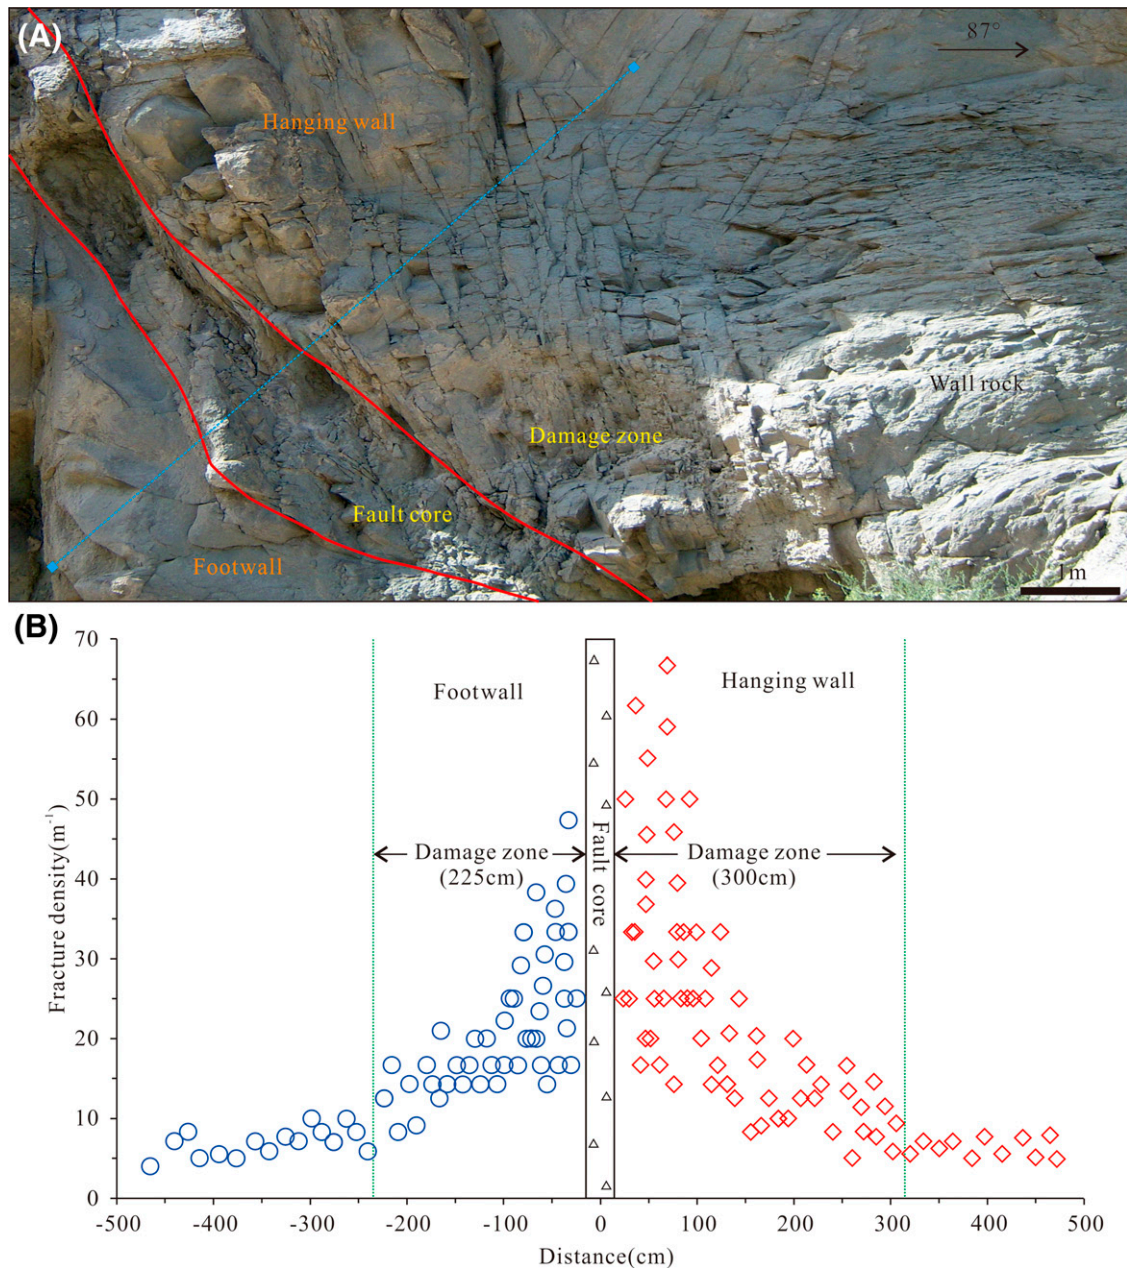 (A)
87°
Hanging wall
Wall rock
Damage zone
Fault core
Footwall
1m
(B)
70
60
50
40
30
20
10
0
Fracture density(m⁻¹)
Footwall
Hanging wall
Damage zone
(225cm)
Fault core
Damage zone
(300cm)
-500
-400
-300
-200
-100
0
100
200
300
400
500
Distance(cm)